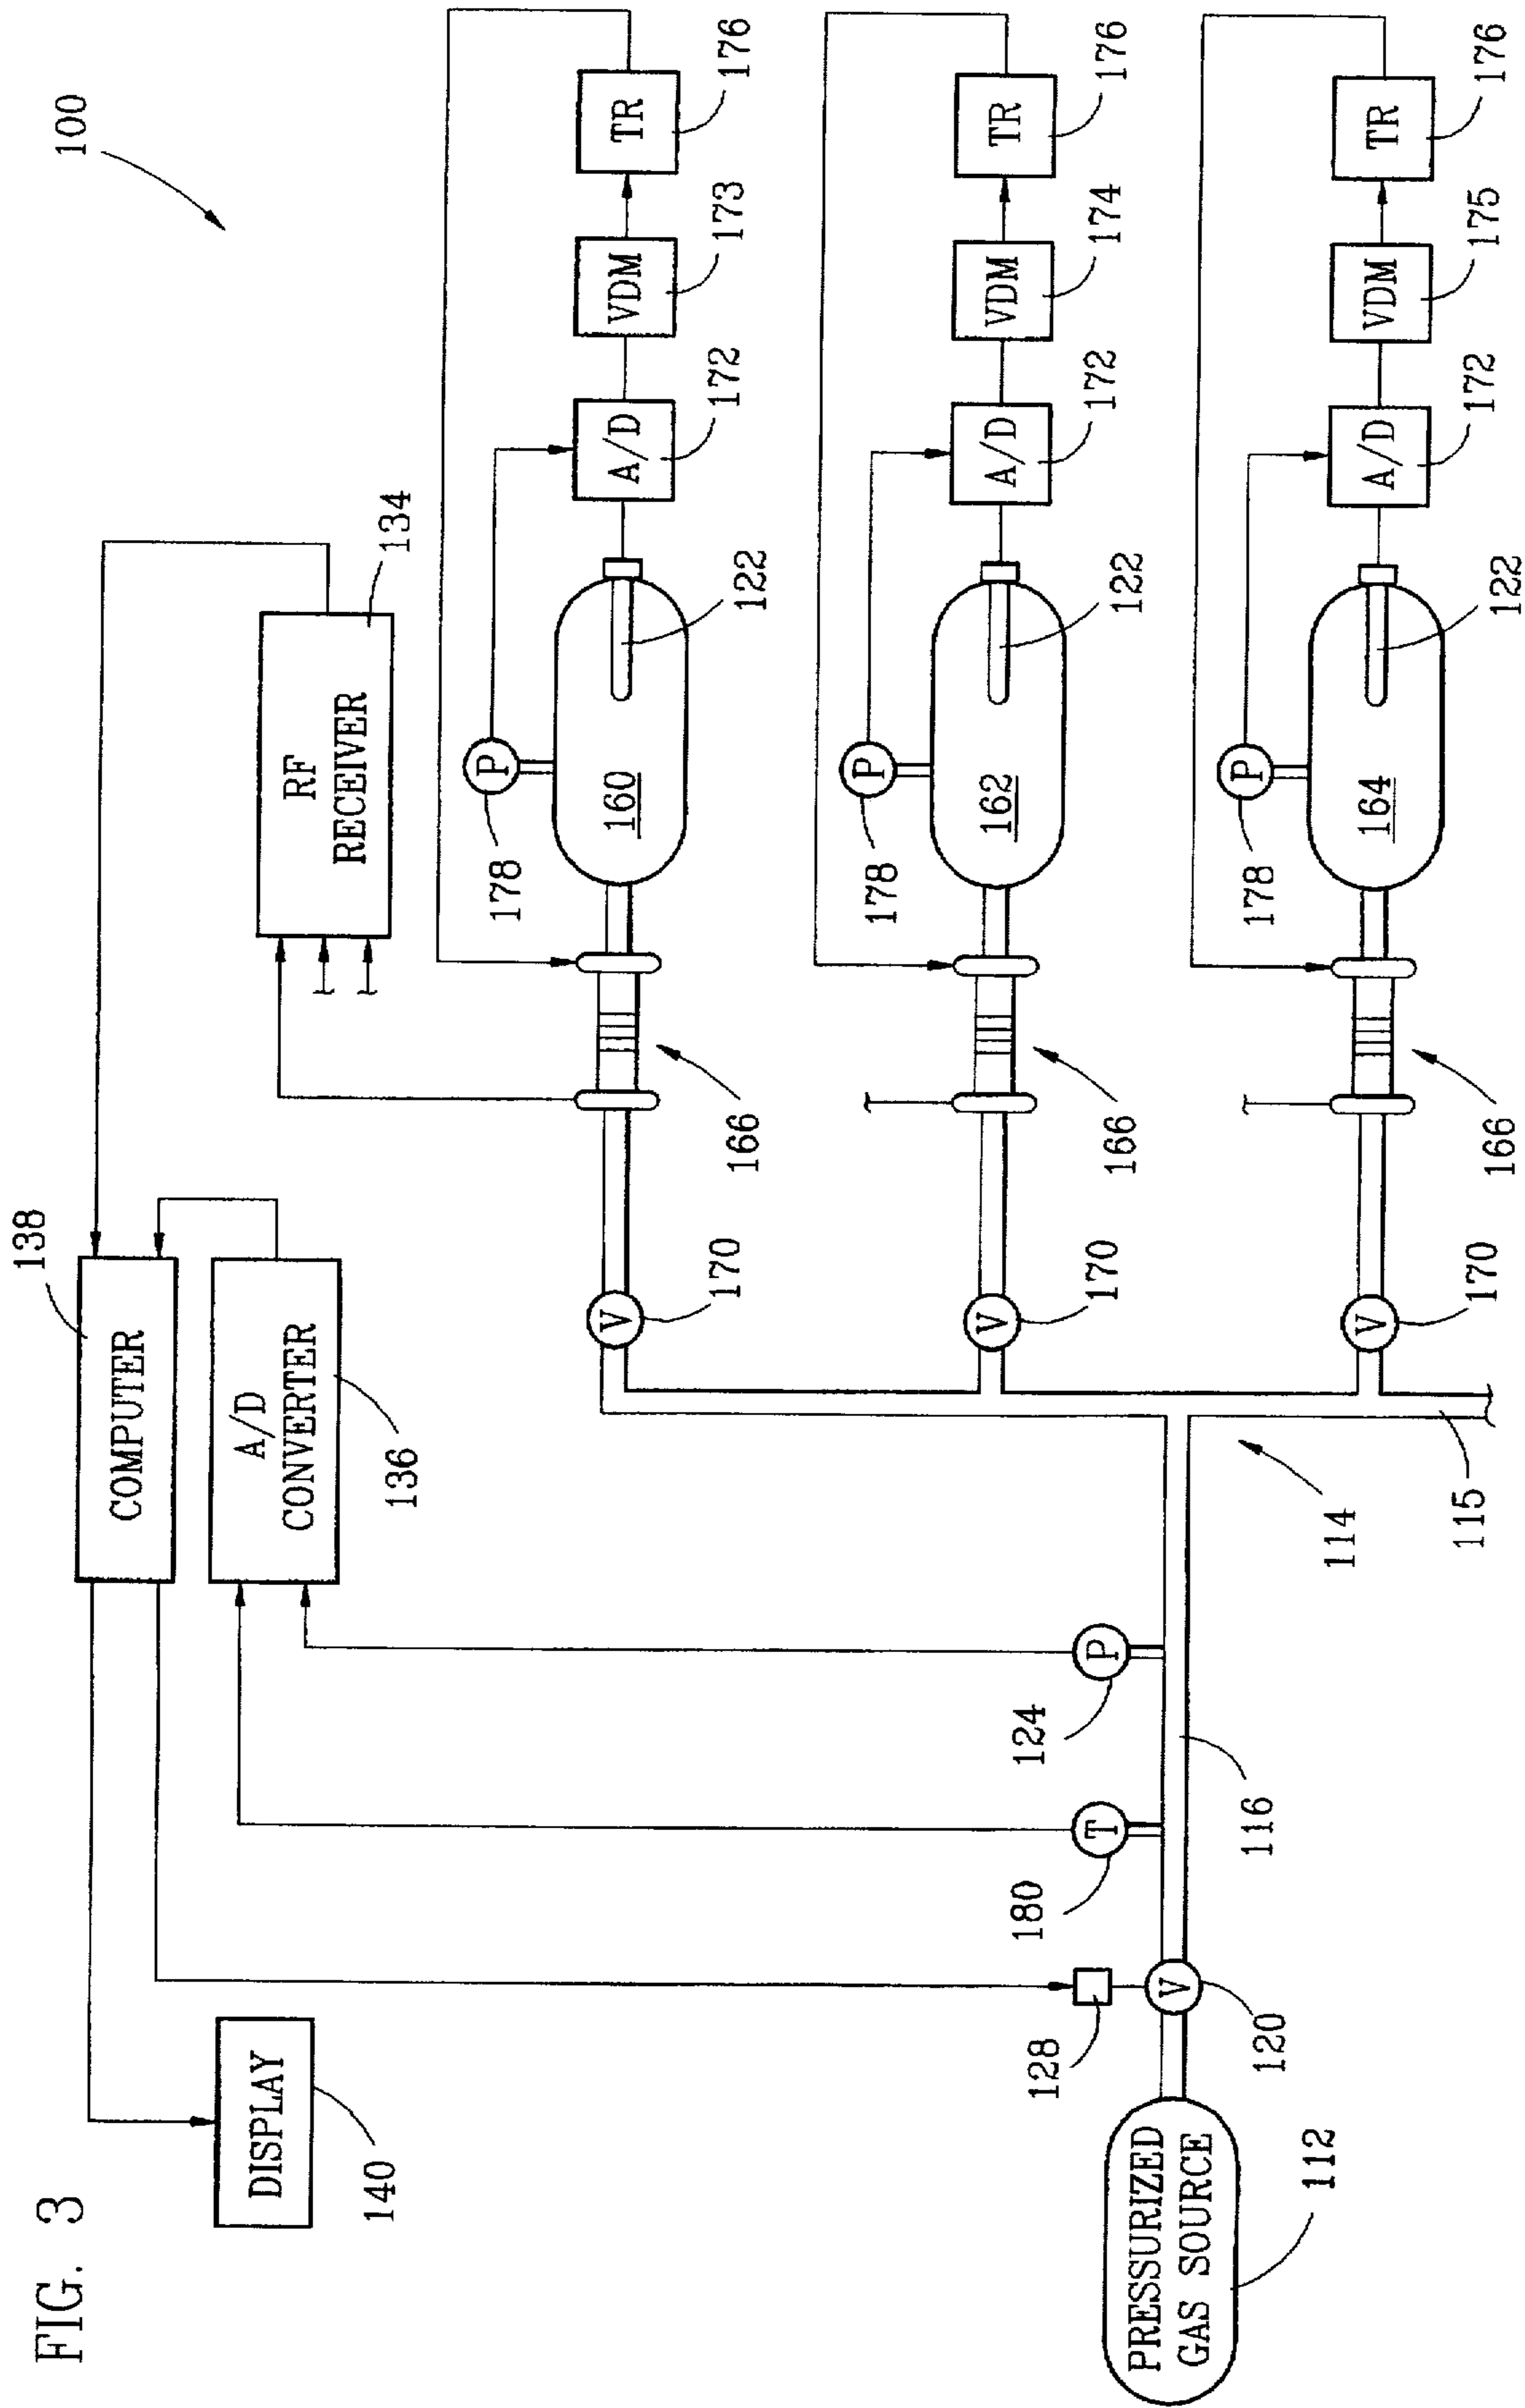 FIG. 3
100
DISPLAY
140
COMPUTER
138
A/D
CONVERTER
136
RF
RECEIVER
134
PRESSURIZED
GAS SOURCE
112
V
120
128
T
180
P
124
116
114
115
V
170
166
160
P
178
122
A/D
172
VDM
173
TR
176
V
170
166
162
P
178
122
A/D
172
VDM
174
TR
176
V
170
166
164
P
178
122
A/D
172
VDM
175
TR
176